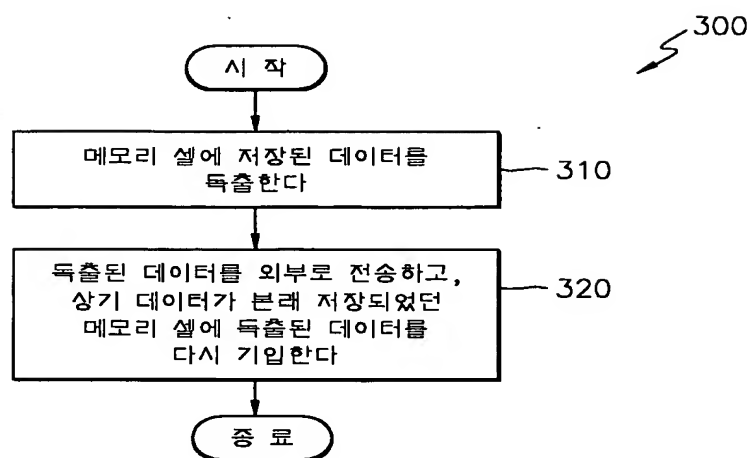 300
시 작
메모리 셀에 저장된 데이터를
독출한다
310
독출된 데이터를 외부로 전송하고,
상기 데이터가 본래 저장되었던
메모리 셀에 독출된 데이터를
다시 기입한다
320
종 료